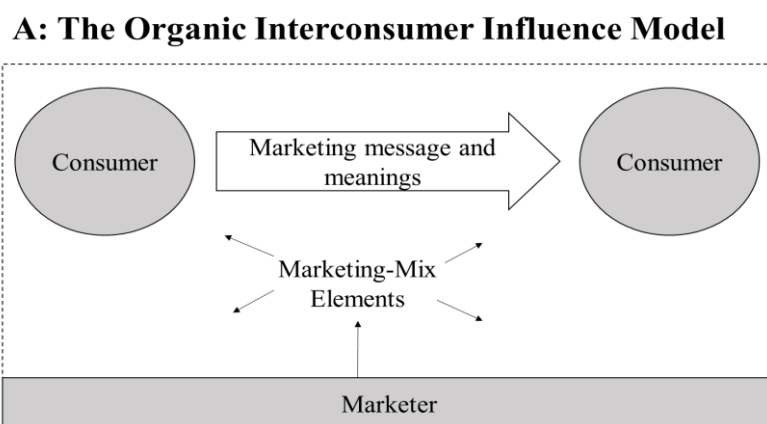 A: The Organic Interconsumer Influence Model
Consumer
Marketing message and
meanings
Consumer
Marketing-Mix
Elements
Marketer